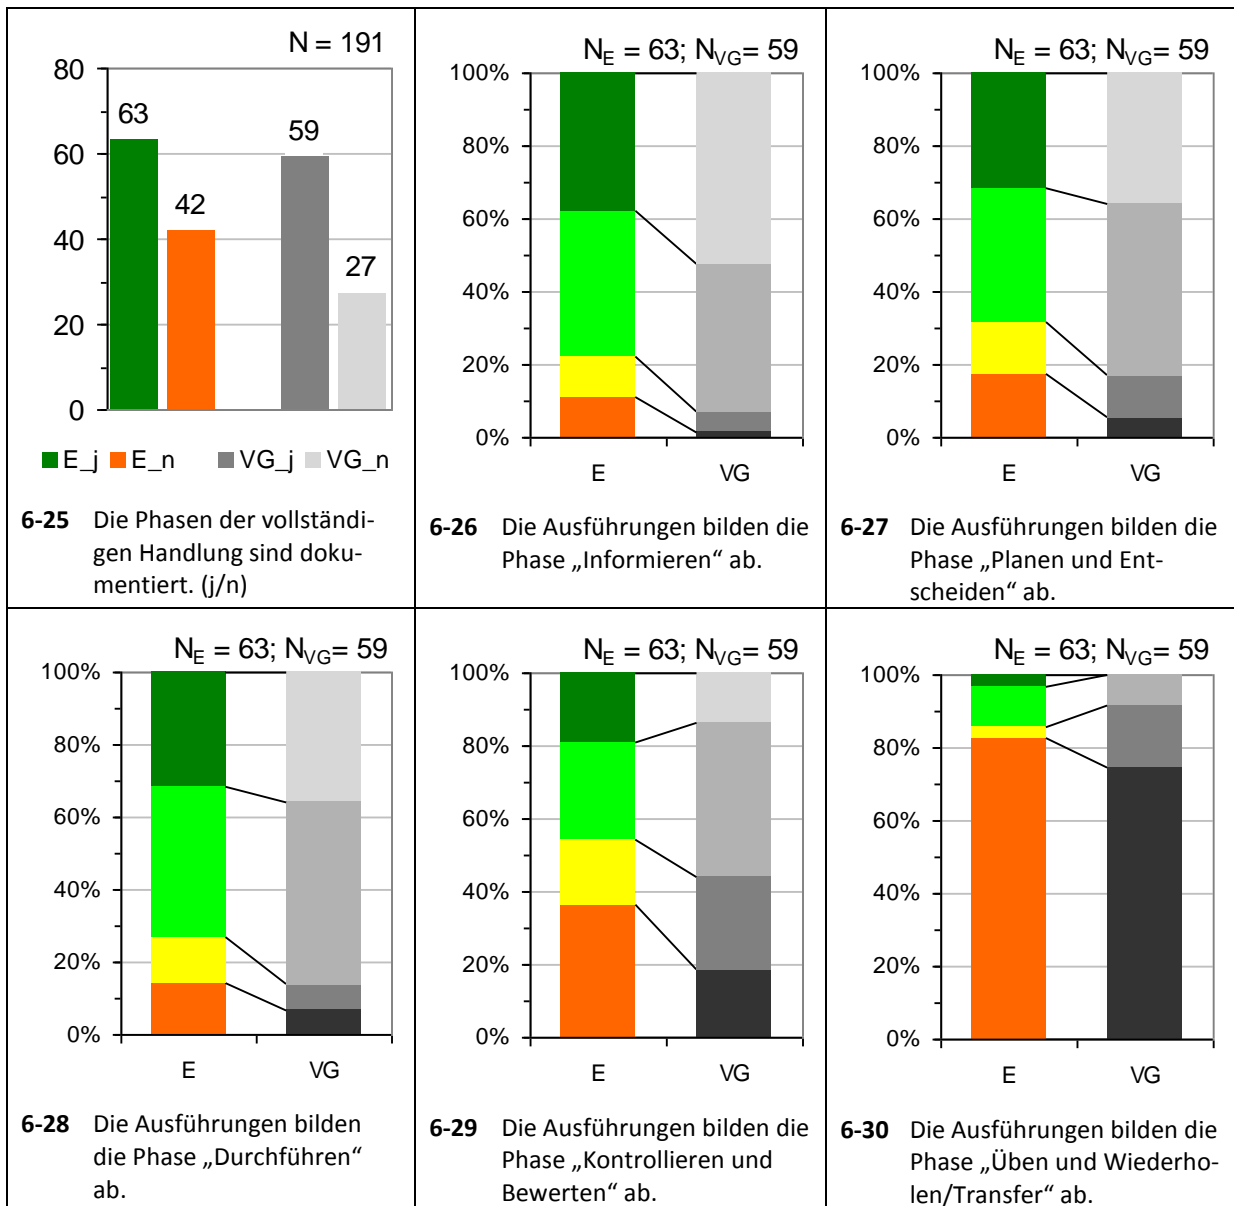 N = 191
80
60
40
20
0
63
42
59
27
E_j E_n VG_j VG_n
6-25 Die Phasen der vollständi-
gen Handlung sind doku-
mentiert. (j/n)
NE = 63; NVG= 59
100%
80%
60%
40%
20%
0%
E VG
6-26 Die Ausführungen bilden die
Phase „Informieren“ ab.
NE = 63; NVG= 59
100%
80%
60%
40%
20%
0%
E VG
6-27 Die Ausführungen bilden die
Phase „Planen und Ent-
scheiden“ ab.
NE = 63; NVG= 59
100%
80%
60%
40%
20%
0%
E VG
6-28 Die Ausführungen bilden
die Phase „Durchführen“
ab.
NE = 63; NVG= 59
100%
80%
60%
40%
20%
0%
E VG
6-29 Die Ausführungen bilden die
Phase „Kontrollieren und
Bewerten“ ab.
NE = 63; NVG= 59
100%
80%
60%
40%
20%
0%
E VG
6-30 Die Ausführungen bilden die
Phase „Üben und Wiederho-
len/Transfer“ ab.